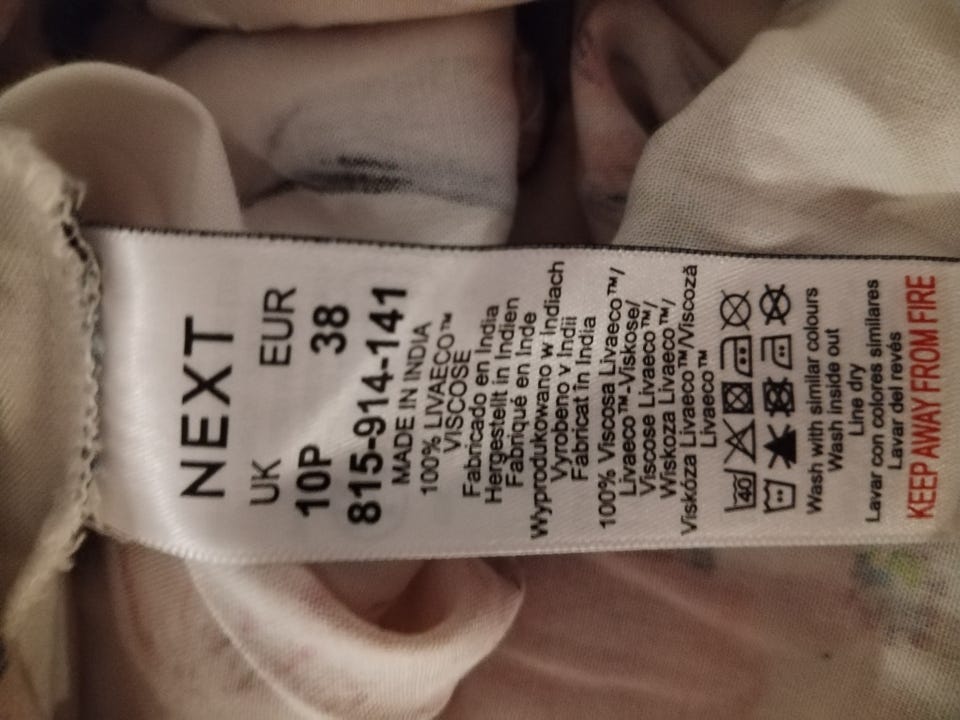 NEXT
UK EUR
10P 38
815-914-141
MADE IN INDIA
100% LIVAECO™
VISCOSE
Fabricado en India
Hergestellt in Indien
Fabriqué en Inde
Wyprodukowano w Indiach
Vyrobeno v Indii
Fabricat în India
100% Viscosa Livaeco™/
Livaeco™-Viskose/
Viscose Livaeco™/
Wiskoza Livaeco™/
Viskóza Livaeco™/Viscoză
Livaeco™
40
Wash with similar colours
Wash inside out
Line dry
Lavar con colores similares
Lavar del revés
KEEP AWAY FROM FIRE